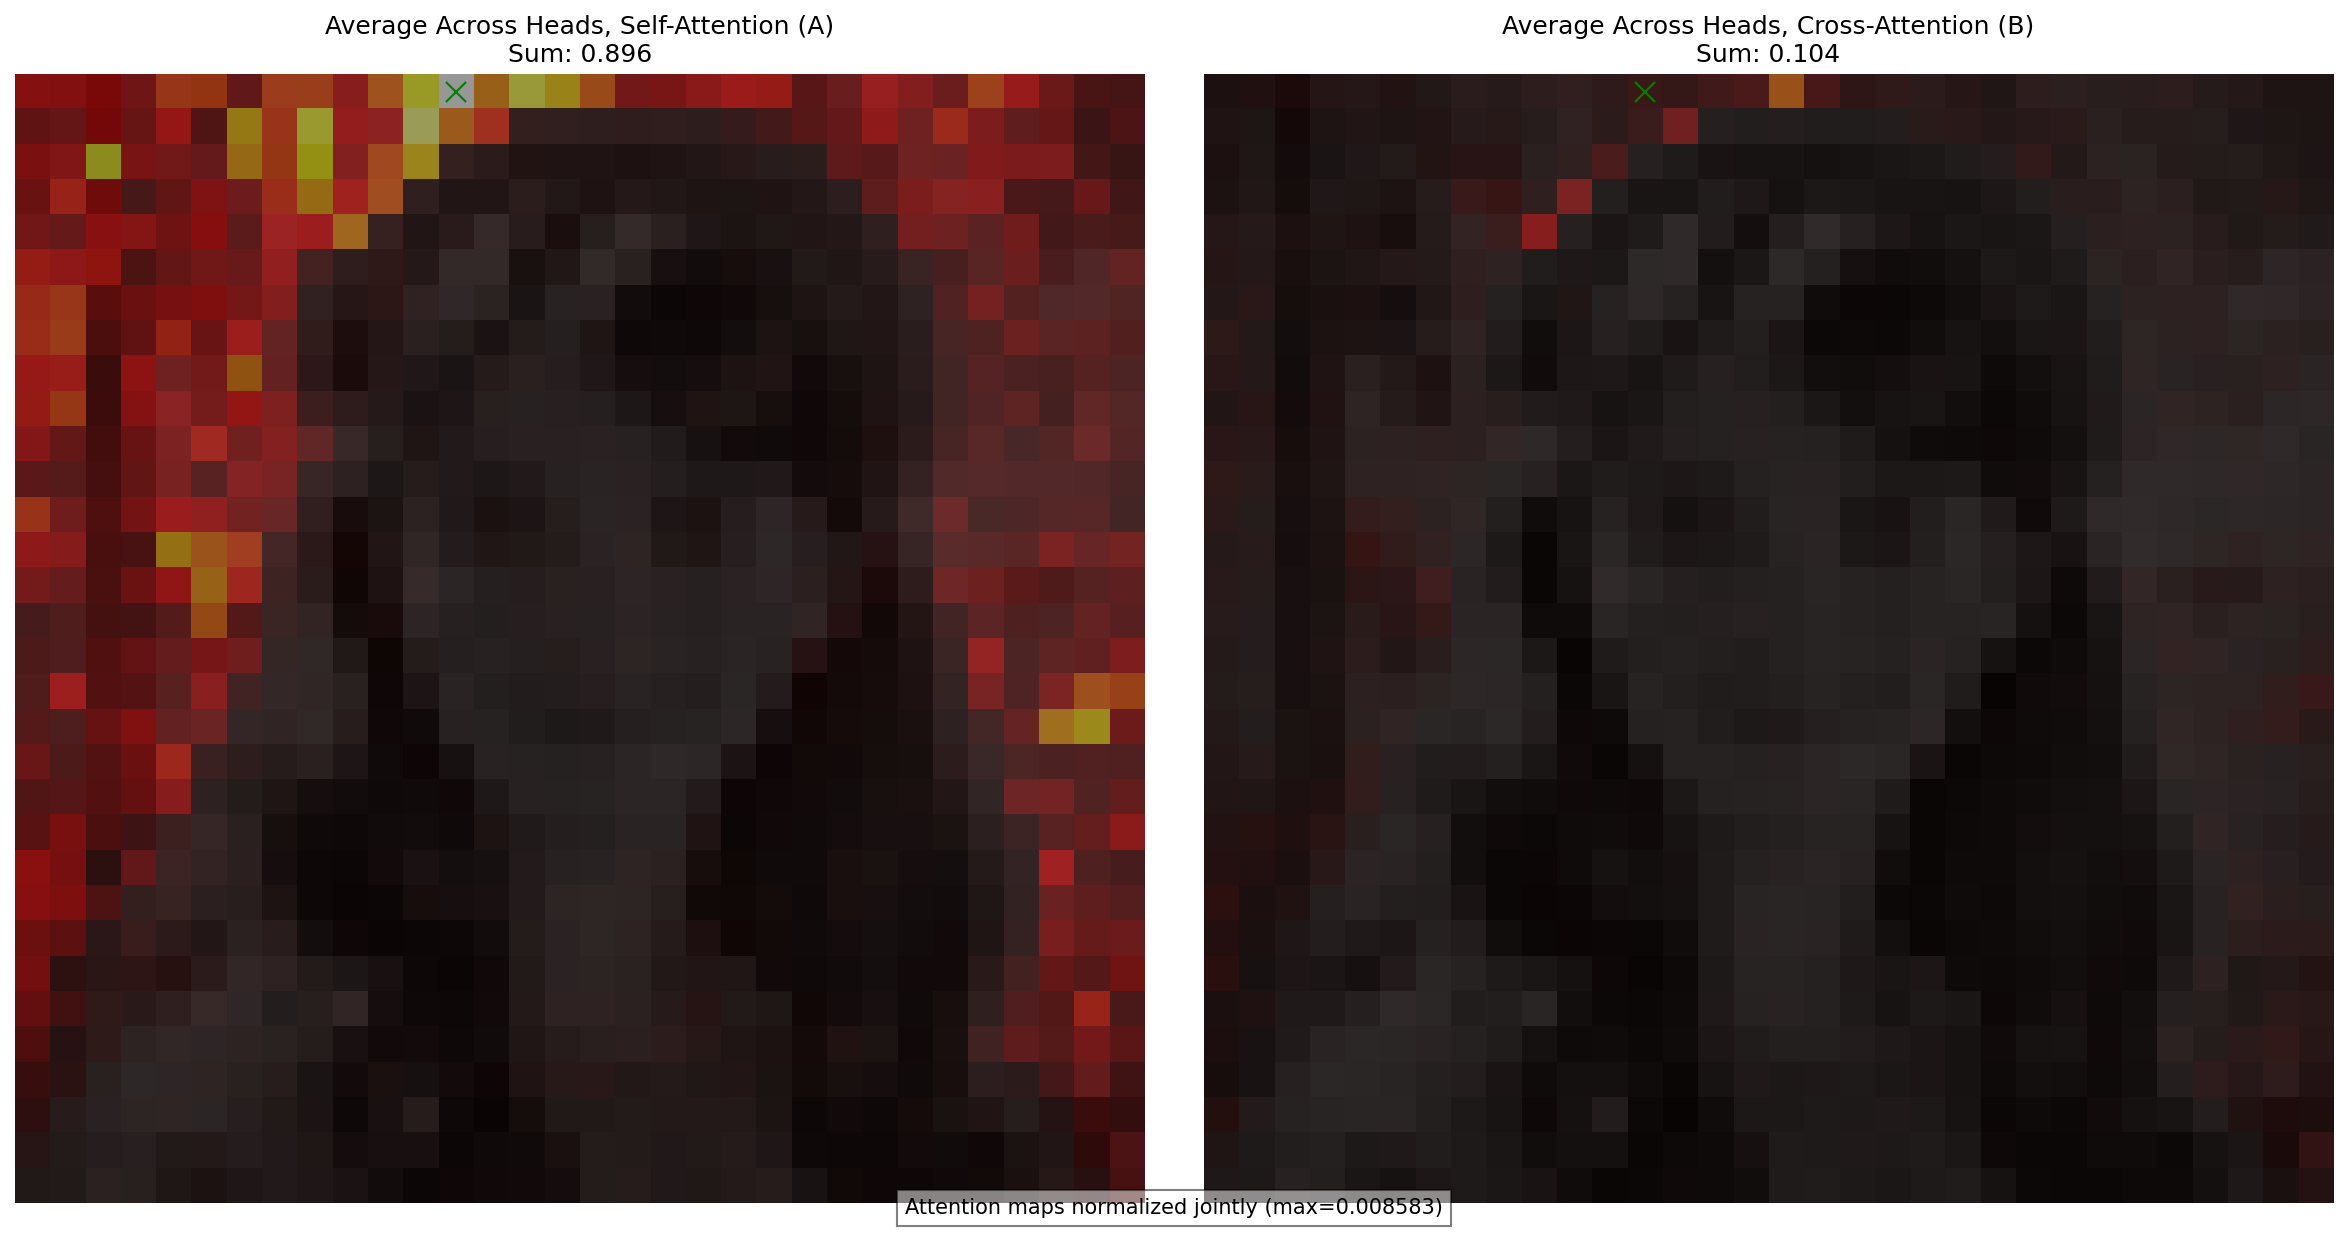 Average Across Heads, Self-Attention (A)
Sum: 0.896
Average Across Heads, Cross-Attention (B)
Sum: 0.104
Attention maps normalized jointly (max=0.008583)